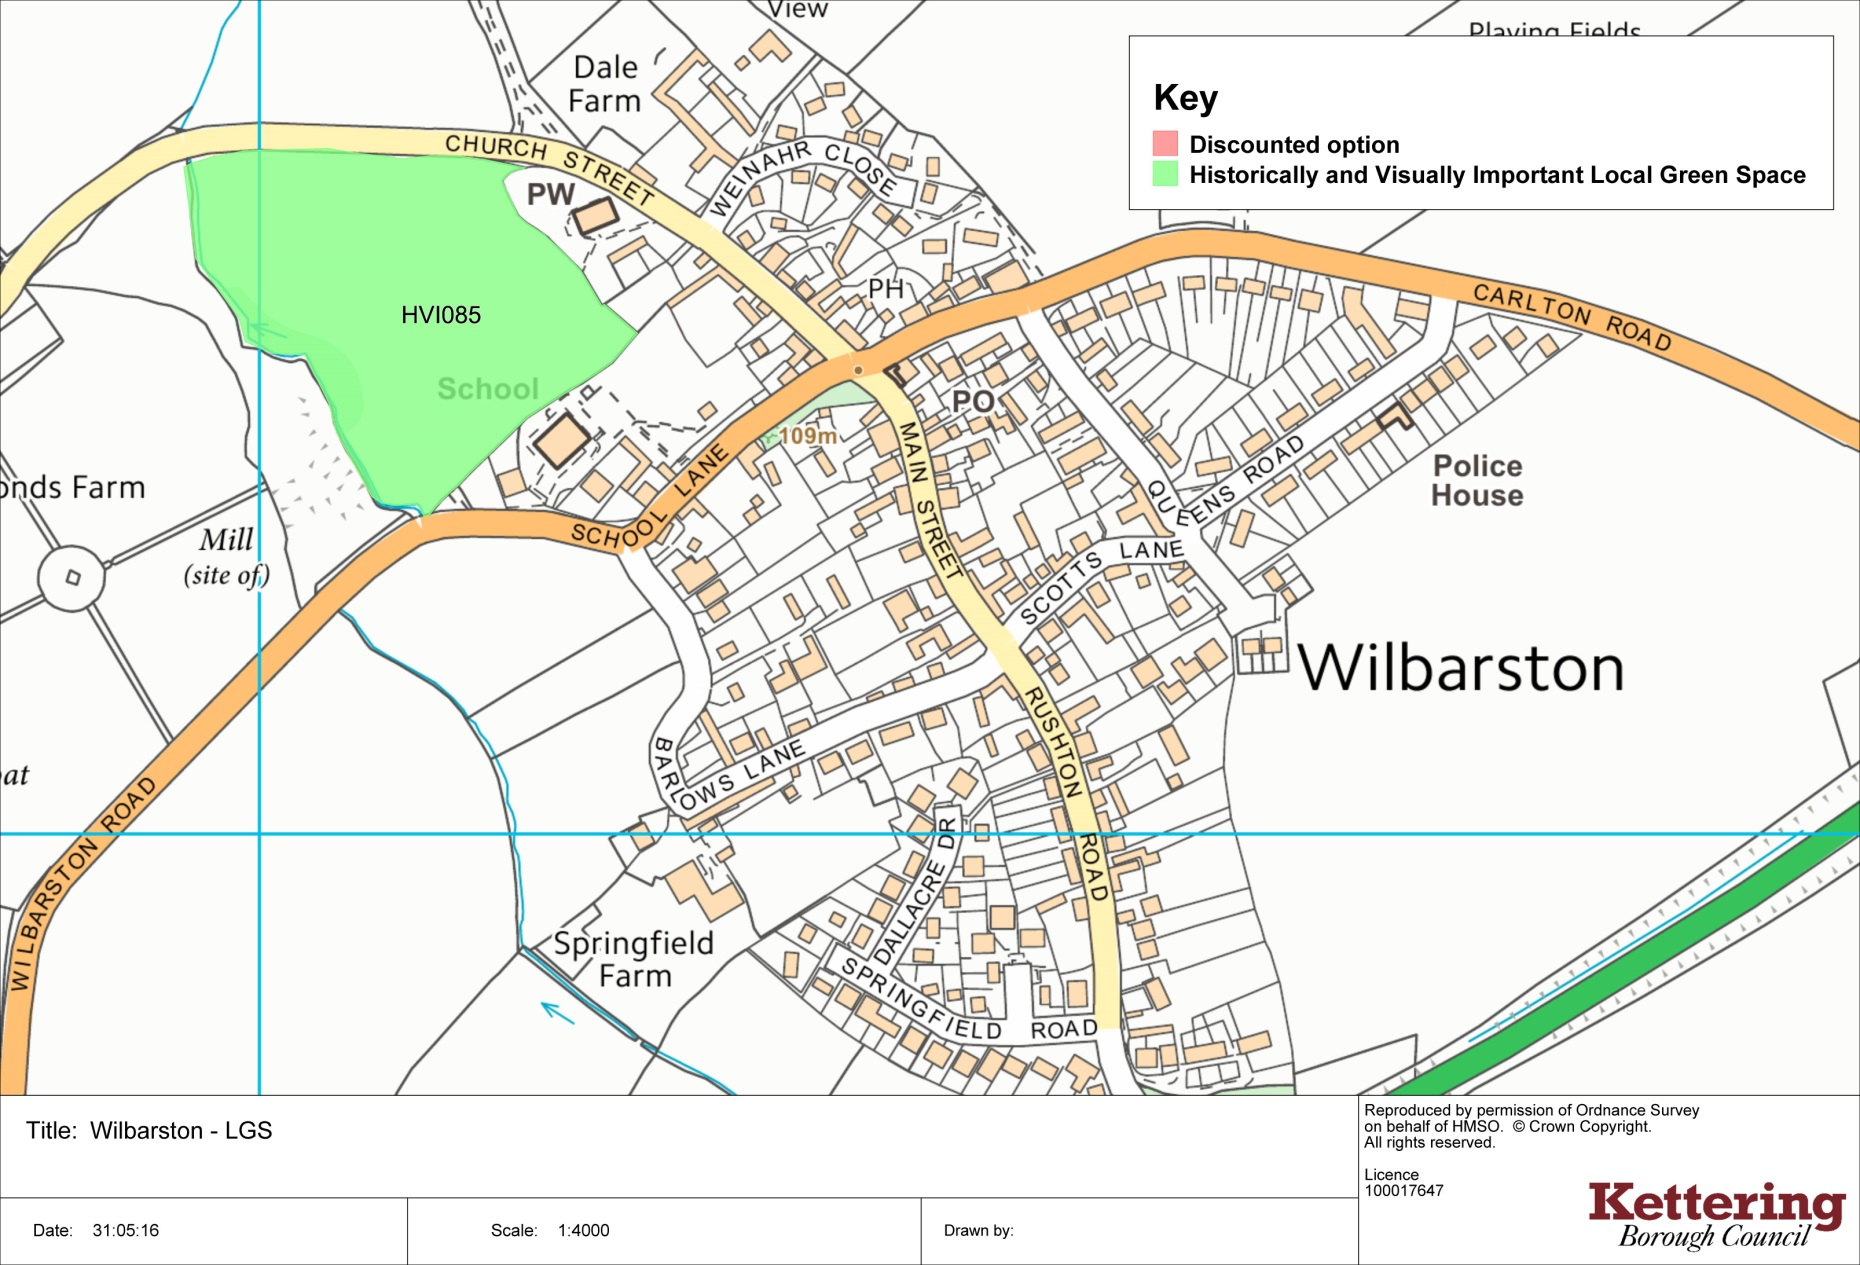 View
Playing Fields
Dale
Farm
Key
Discounted option
Historically and Visually Important Local Green Space
CHURCH STREET
WEINAHR CLOSE
PW
PH
HVI085
CARLTON ROAD
School
PO
109m
MAIN STREET
SCHOOL LANE
QUEENS ROAD
Police
House
onds Farm
Mill
(site of)
SCOTTS LANE
Wilbarston
RUSHTON ROAD
BARLOWS LANE
oat
WILBARSTON ROAD
DALLACRE DR
Springfield
Farm
SPRINGFIELD ROAD
Title: Wilbarston - LGS
Date: 31:05:16
Scale: 1:4000
Drawn by:
Reproduced by permission of Ordnance Survey
on behalf of HMSO. © Crown Copyright.
All rights reserved.
Licence
100017647
Kettering
Borough Council